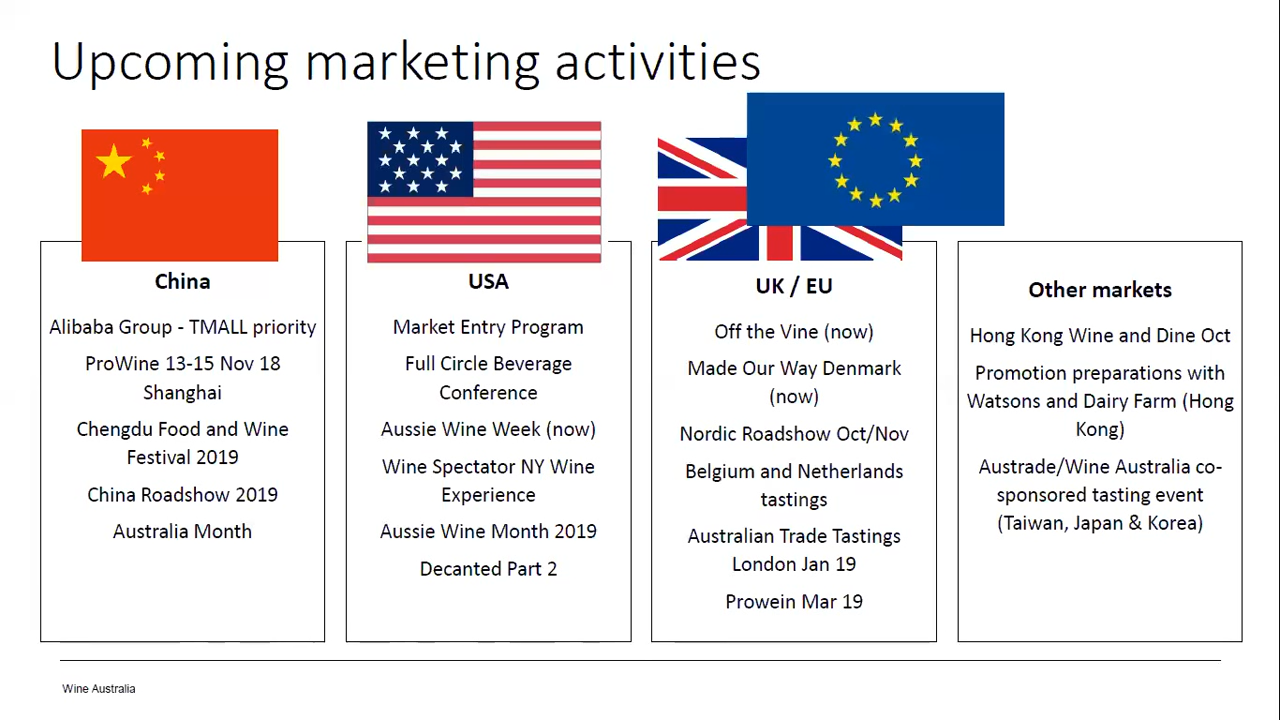 Upcoming marketing activities
China
Alibaba Group - TMALL priority
ProWine 13-15 Nov 18
Shanghai
Chengdu Food and Wine
Festival 2019
China Roadshow 2019
Australia Month
USA
Market Entry Program
Full Circle Beverage
Conference
Aussie Wine Week (now)
Wine Spectator NY Wine
Experience
Aussie Wine Month 2019
Decanted Part 2
UK / EU
Off the Vine (now)
Made Our Way Denmark
(now)
Nordic Roadshow Oct/Nov
Belgium and Netherlands
tastings
Australian Trade Tastings
London Jan 19
Prowein Mar 19
Other markets
Hong Kong Wine and Dine Oct
Promotion preparations with
Watsons and Dairy Farm (Hong
Kong)
Austrade/Wine Australia co-
sponsored tasting event
(Taiwan, Japan & Korea)
Wine Australia